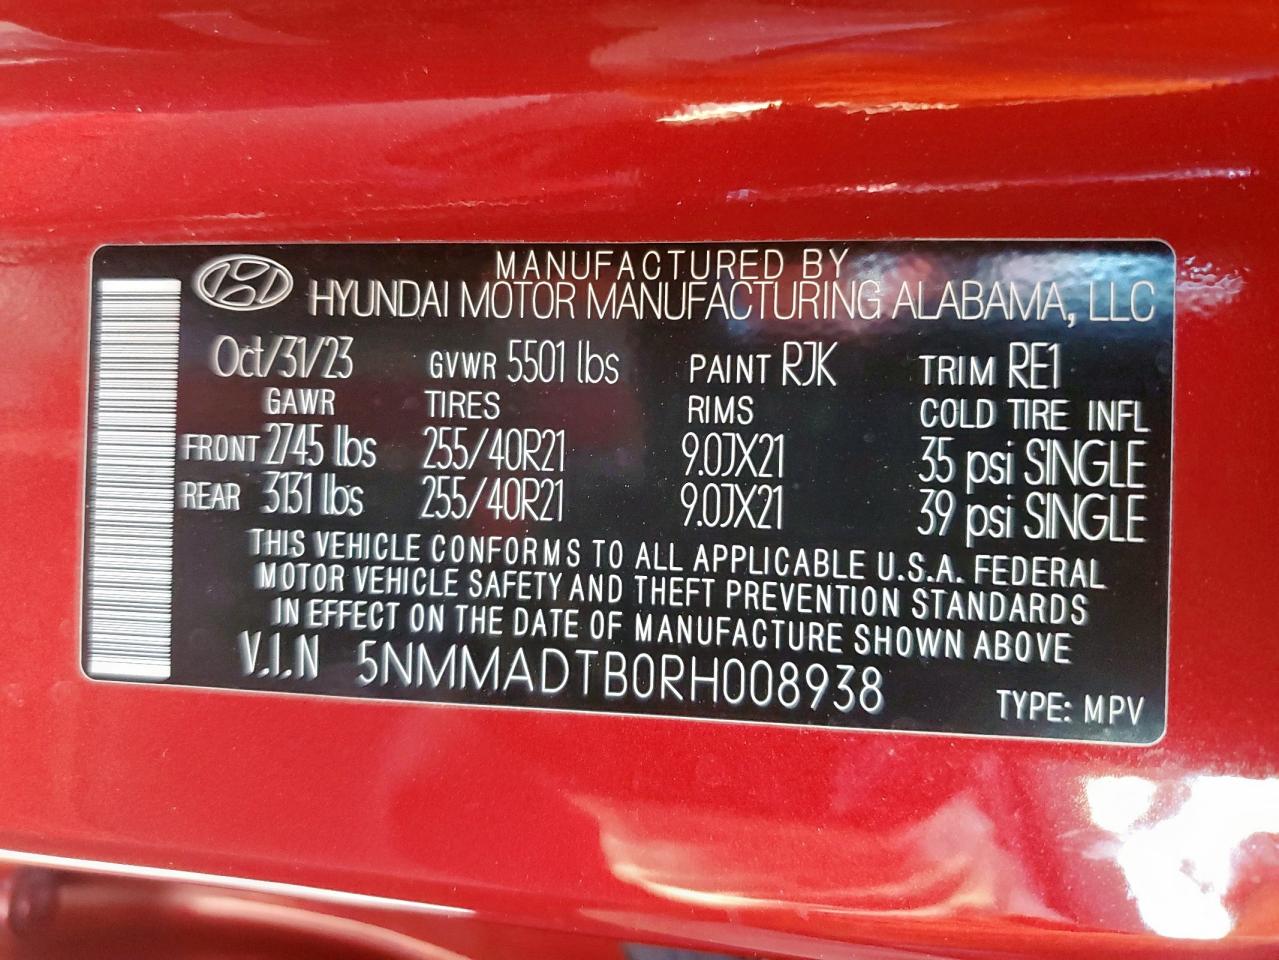 MANUFACTURED BY
HYUNDAI MOTOR MANUFACTURING ALABAMA, LLC
Oct/31/23 GVWR 5501 lbs PAINT RJK TRIM RE1
GAWR TIRES RIMS COLD TIRE INFL
FRONT 2745 lbs 255/40R21 9.0JX21 35 psi SINGLE
REAR 3131 lbs 255/40R21 9.0JX21 39 psi SINGLE
THIS VEHICLE CONFORMS TO ALL APPLICABLE U.S.A. FEDERAL
MOTOR VEHICLE SAFETY AND THEFT PREVENTION STANDARDS
IN EFFECT ON THE DATE OF MANUFACTURE SHOWN ABOVE
V.I.N 5NMMADTB0RH008938
TYPE: MPV